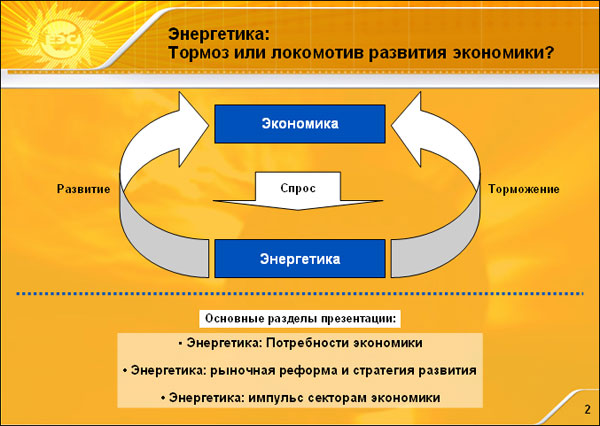 ЕЭС
Энергетика:
Тормоз или локомотив развития экономики?
Экономика
Развитие
Спрос
Торможение
Энергетика
Основные разделы презентации:
• Энергетика: Потребности экономики
• Энергетика: рыночная реформа и стратегия развития
• Энергетика: импульс секторам экономики
2